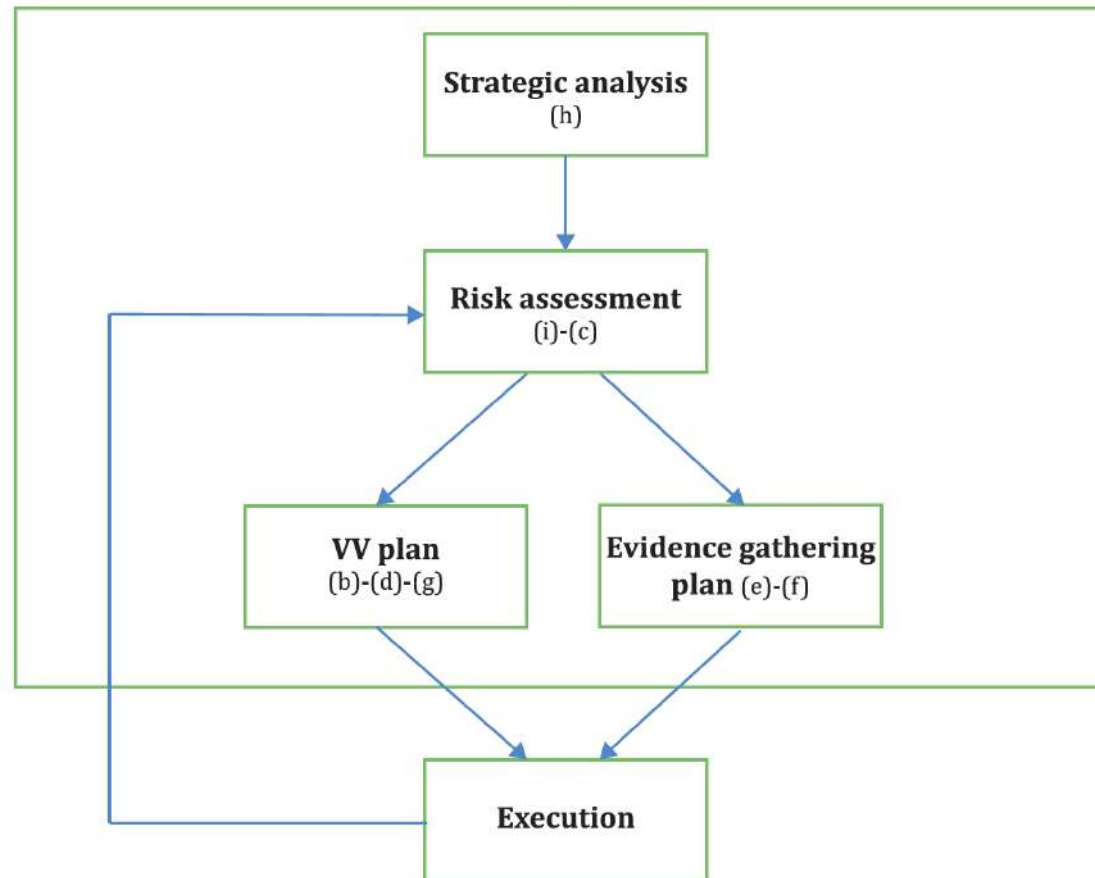 Strategic analysis
(h)
Risk assessment
(i)-(c)
VV plan
(b)-(d)-(g)
Evidence gathering
plan (e)-(f)
Execution